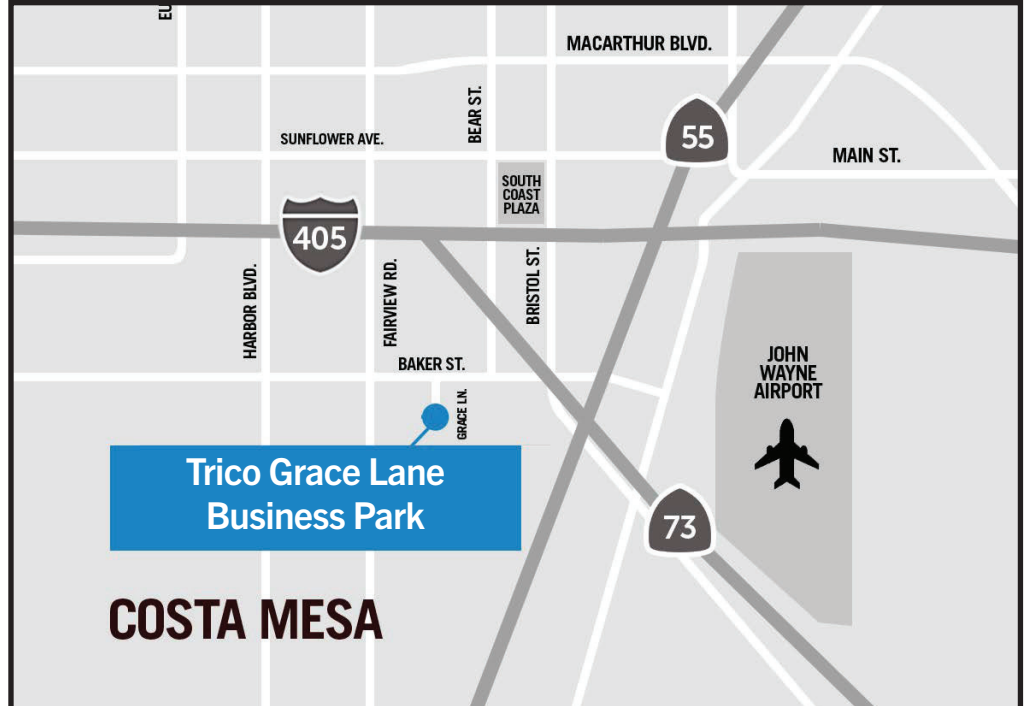 EU
MACARTHUR BLVD.
BEAR ST.
SUNFLOWER AVE.
55
MAIN ST.
SOUTH
COAST
PLAZA
405
HARBOR BLVD.
FAIRVIEW RD.
BRISTOL ST.
BAKER ST.
GRACE LN.
JOHN
WAYNE
AIRPORT
Trico Grace Lane
Business Park
73
COSTA MESA